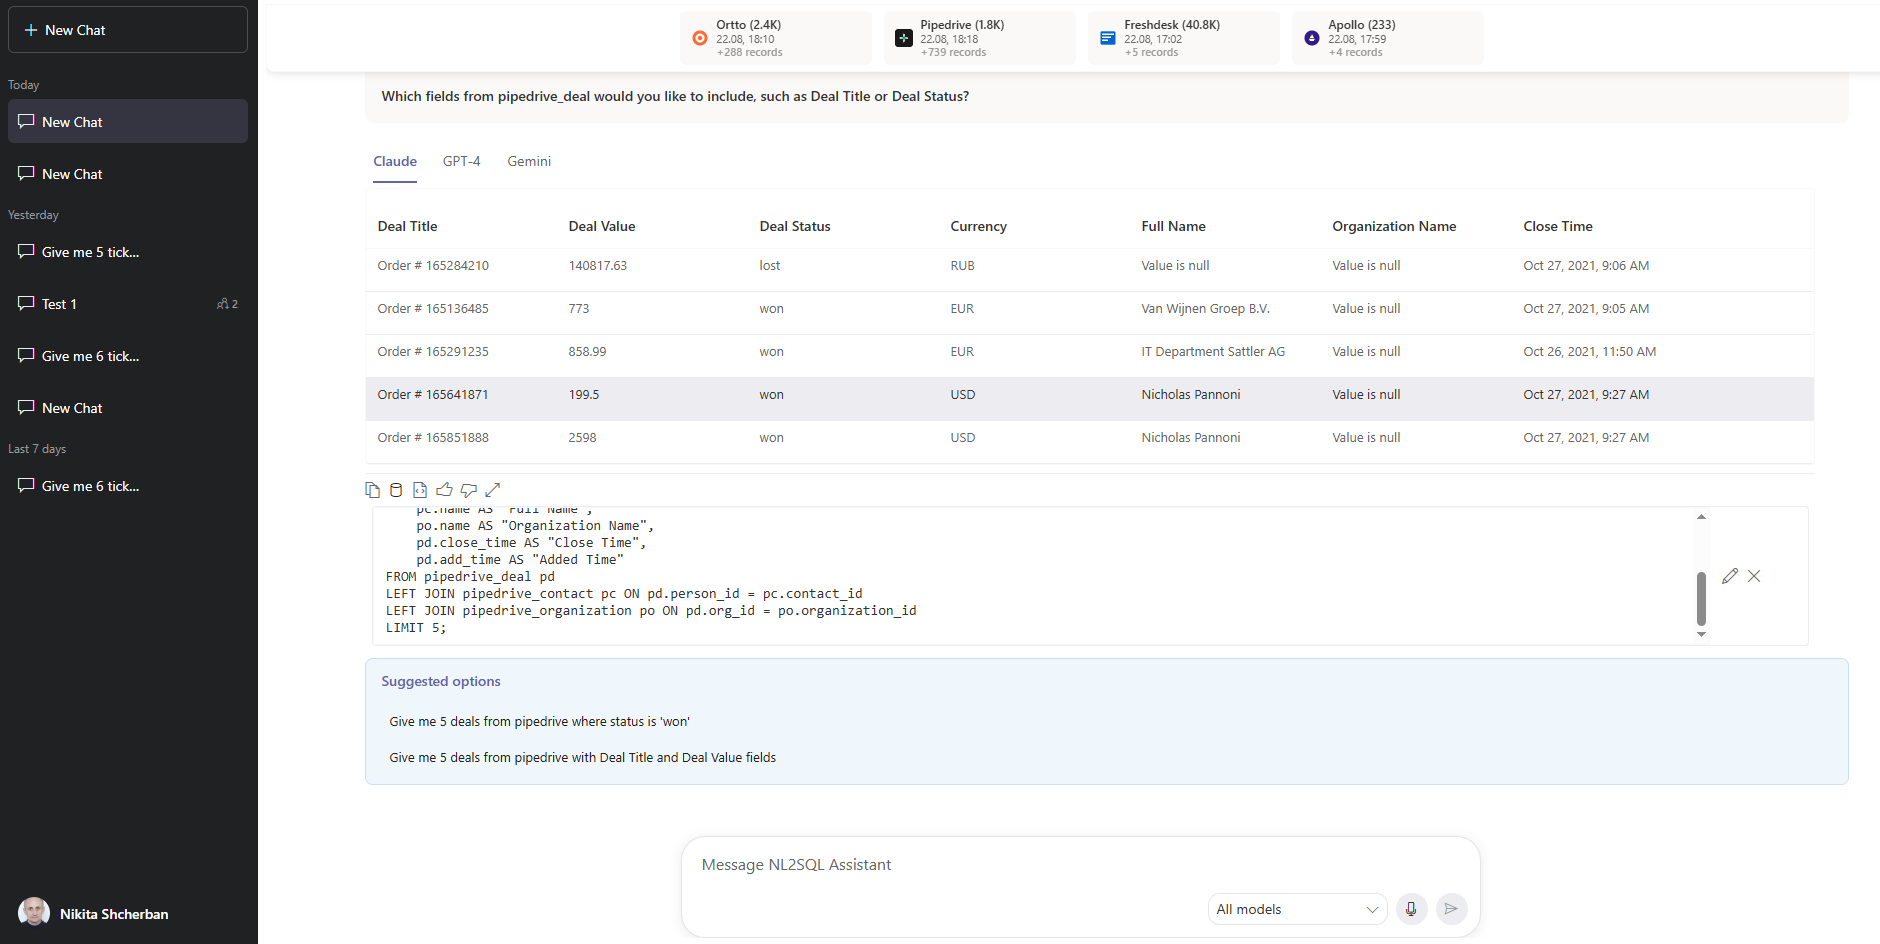 New Chat
Today
New Chat
New Chat
Yesterday
Give me 5 tick...
Test 1
2
Give me 6 tick...
New Chat
Last 7 days
Give me 6 tick...
Nikita Shcherban
Ortto (2.4K)
22.08, 18:10
+288 records
Pipedrive (1.8K)
22.08, 18:18
+739 records
Freshdesk (40.8K)
22.08, 17:02
+5 records
Apollo (233)
22.08, 17:59
+4 records
Which fields from pipedrive_deal would you like to include, such as Deal Title or Deal Status?
Claude GPT-4 Gemini
Deal Title Deal Value Deal Status Currency Full Name Organization Name Close Time
Order # 165284210 140817.63 lost RUB Value is null Value is null Oct 27, 2021, 9:06 AM
Order # 165136485 773 won EUR Van Wijnen Groep B.V. Value is null Oct 27, 2021, 9:05 AM
Order # 165291235 858.99 won EUR IT Department Sattler AG Value is null Oct 26, 2021, 11:50 AM
Order # 165641871 199.5 won USD Nicholas Pannoni Value is null Oct 27, 2021, 9:27 AM
Order # 165851888 2598 won USD Nicholas Pannoni Value is null Oct 27, 2021, 9:27 AM
pc.name AS "Full Name",
po.name AS "Organization Name",
pd.close_time AS "Close Time",
pd.add_time AS "Added Time"
FROM pipedrive_deal pd
LEFT JOIN pipedrive_contact pc ON pd.person_id = pc.contact_id
LEFT JOIN pipedrive_organization po ON pd.org_id = po.organization_id
LIMIT 5;
Suggested options
Give me 5 deals from pipedrive where status is 'won'
Give me 5 deals from pipedrive with Deal Title and Deal Value fields
Message NL2SQL Assistant
All models